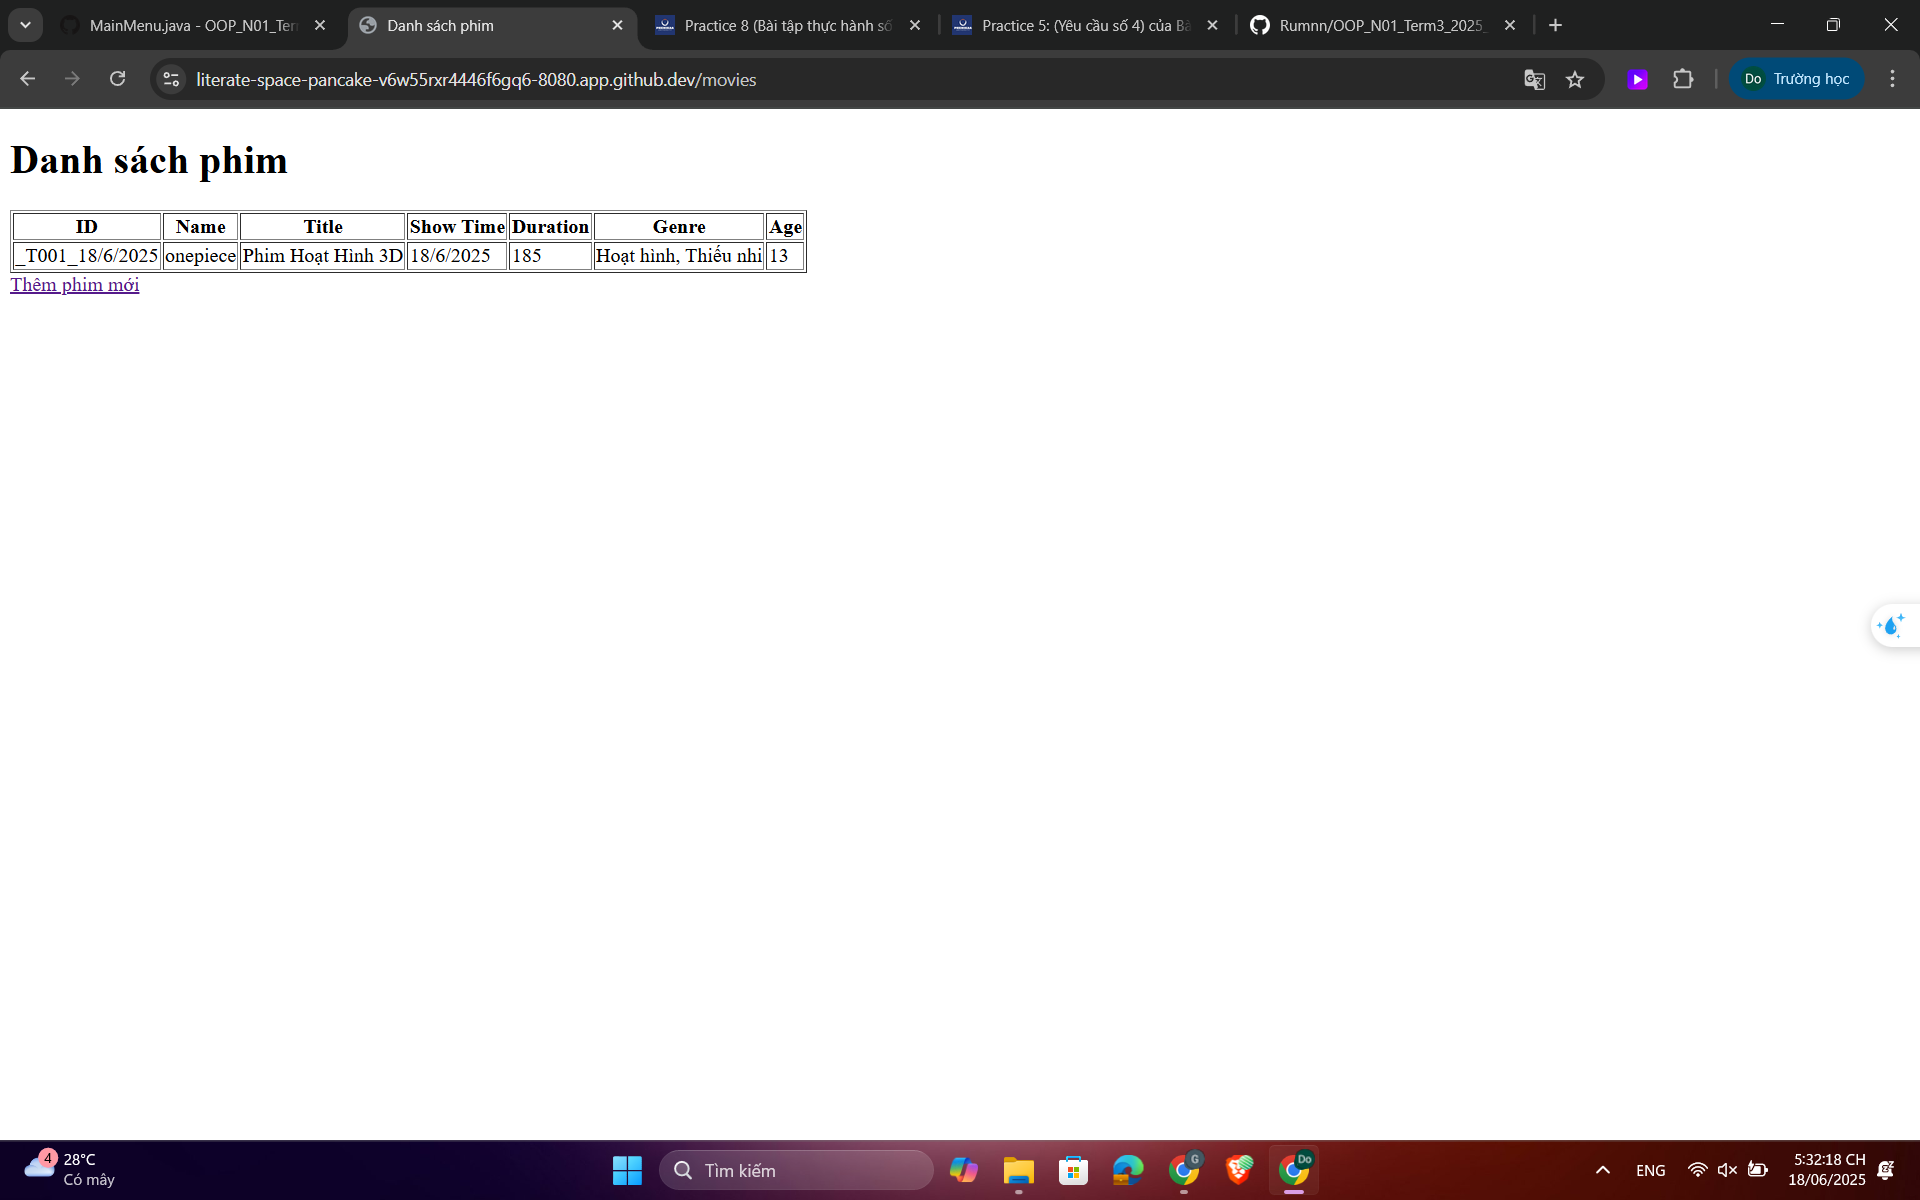 MainMenu.java - OOP_N01_Ter
Danh sách phim
Practice 8 (Bài tập thực hành số
Practice 5: (Yêu cầu số 4) của Bà
Rumnn/OOP_N01_Term3_2025_
literate-space-pancake-v6w55rxr4446f6gq6-8080.app.github.dev/movies
Do Trường học
Danh sách phim
ID Name Title Show Time Duration Genre Age
_T001_18/6/2025 onepiece Phim Hoạt Hình 3D 18/6/2025 185 Hoạt hình, Thiếu nhi 13
Thêm phim mới
4
28°C
Có mây
Tìm kiếm
G
Do
ENG
5:32:18 CH
18/06/2025